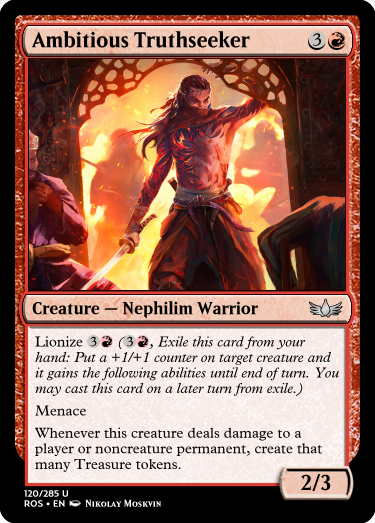 Ambitious Truthseeker 3
Creature — Nephilim Warrior
Lionize 3 (3, Exile this card from your
hand: Put a +1/+1 counter on target creature and
it gains the following abilities until end of turn. You
may cast this card on a later turn from exile.)
Menace
Whenever this creature deals damage to a
player or noncreature permanent, create that
many Treasure tokens.
2/3
120/285 U
ROS • EN Nikolay Moskvin